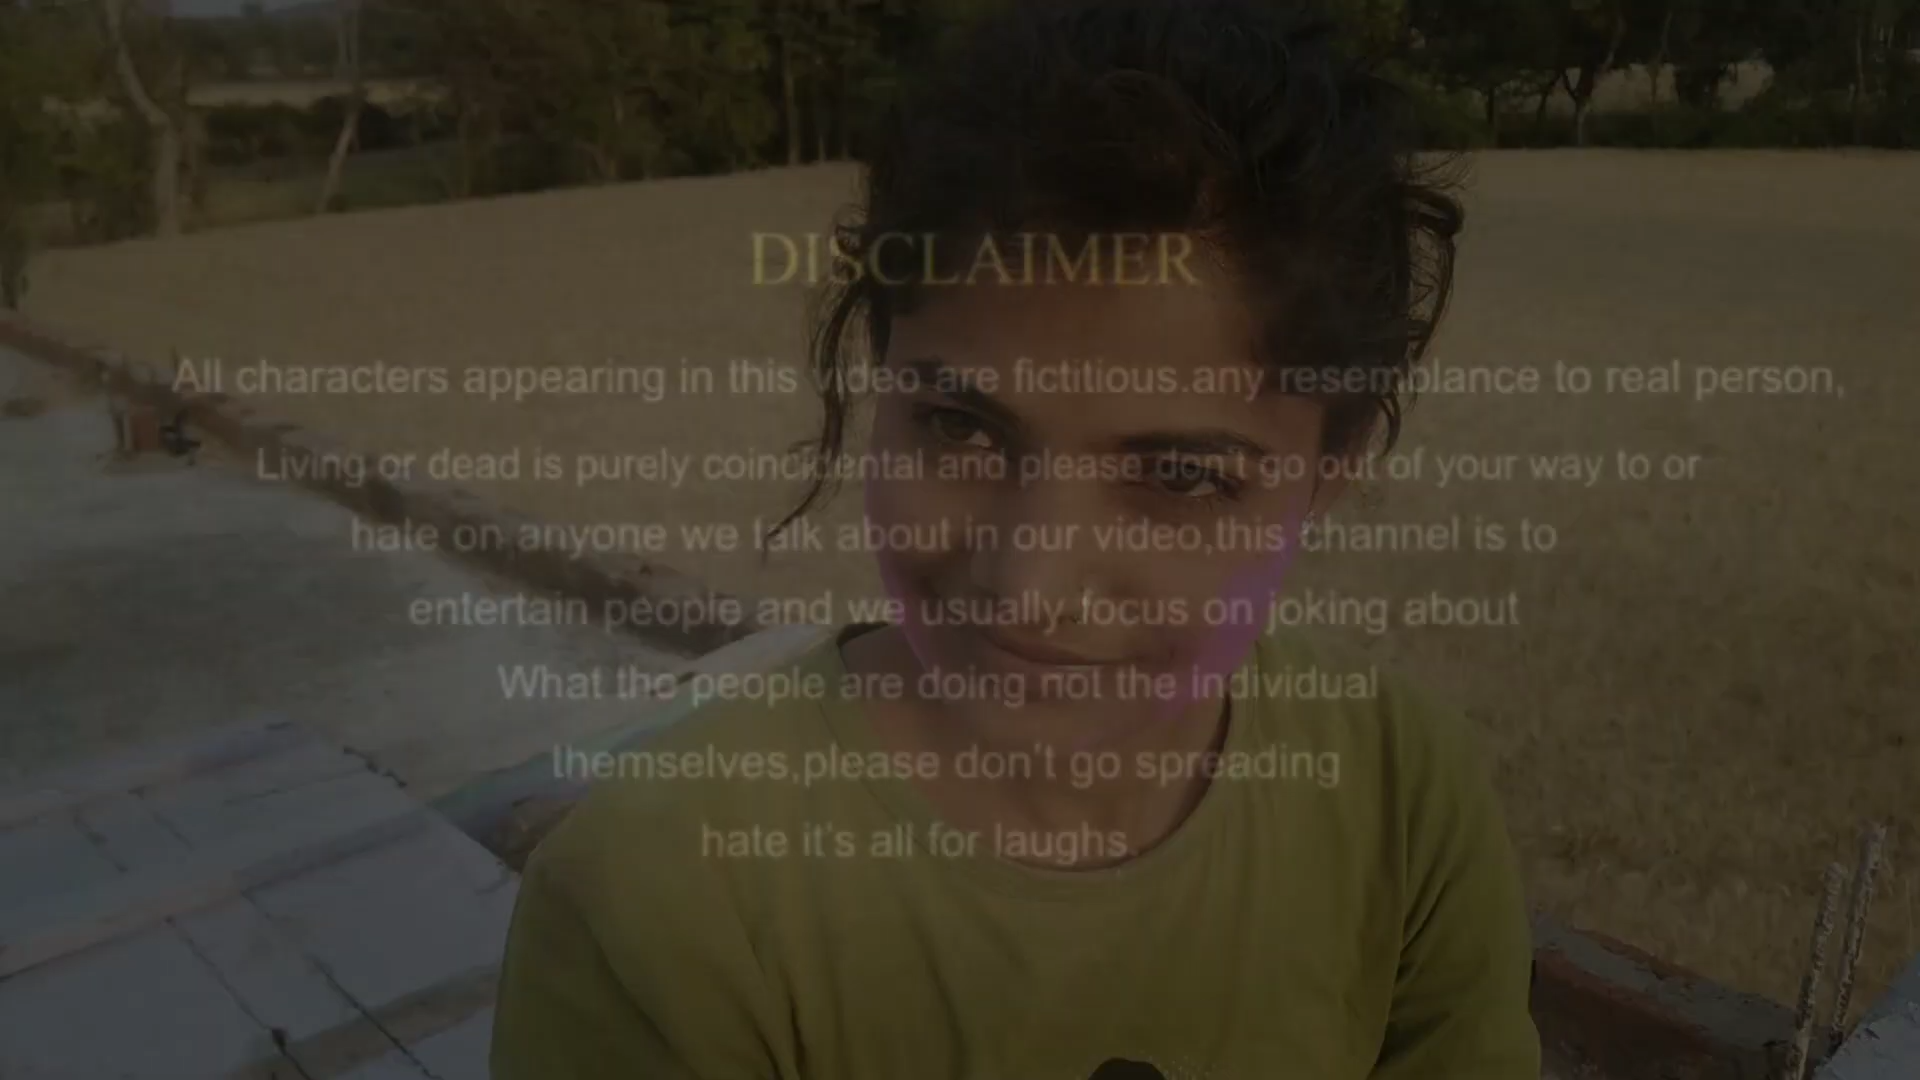 DISCLAIMER
All characters appearing in this video are fictitious.any resemblance to real person,
Living or dead is purely coincidental and please don't go out of your way to or
hate on anyone we talk about in our video,this channel is to
entertain people and we usually focus on joking about
What the people are doing not the individual
themselves,please don't go spreading
hate it's all for laughs.